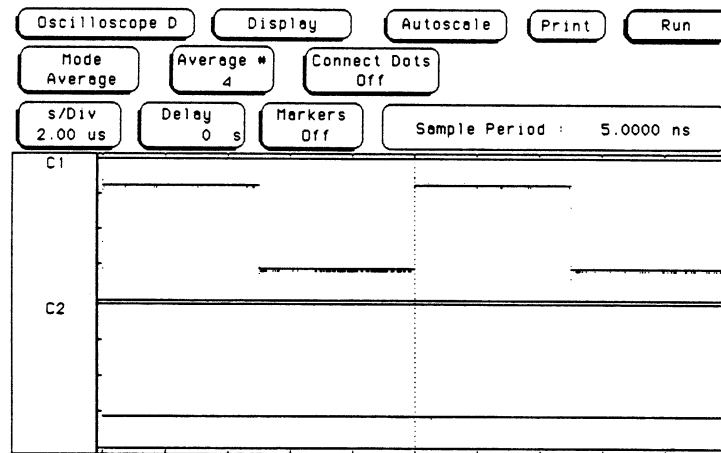 Oscilloscope D Display Autoscale Print Run
Mode Average # Connect Dots
Average 4 Off
s/Div Delay Markers
2.00 us 0 s Off Sample Period : 5.0000 ns
C1
C2